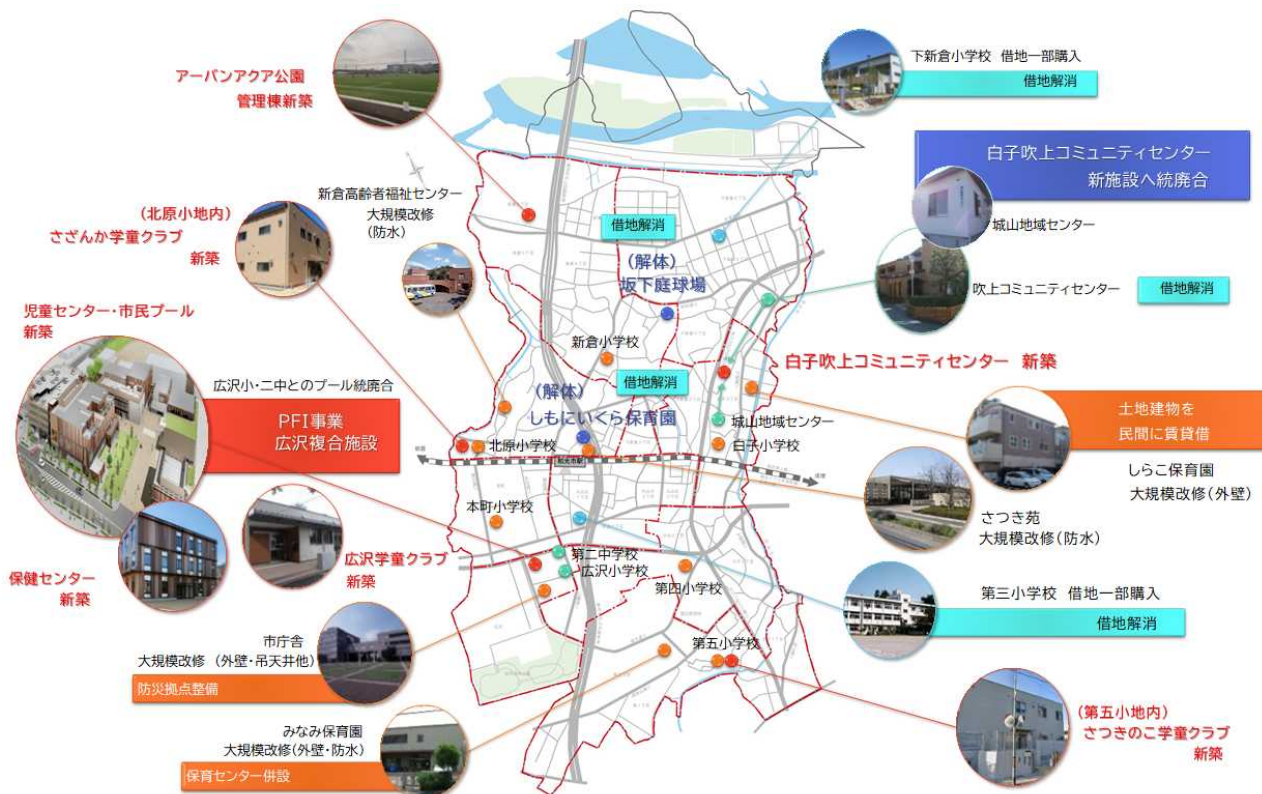 アーバンアクア公園
管理棟新築
下新倉小学校 借地一部購入
借地解消
白子吹上コミュニティセンター
新施設へ統廃合
新倉高齢者福祉センター
大規模改修
(防水)
(北原小地内)
さざんか学童クラブ
新築
借地解消
城山地域センター
(解体)
坂下庭球場
吹上コミュニティセンター
借地解消
児童センター・市民プール
新築
新倉小学校
白子吹上コミュニティセンター 新築
広沢小・二中とのプール統廃合
借地解消
(解体)
しもにいくら保育園
PFI事業
広沢複合施設
土地建物を
民間に賃貸借
城山地域センター
白子小学校
北原小学校
和光市駅
しらこ保育園
大規模改修(外壁)
本町小学校
さつき苑
大規模改修(防水)
広沢学童クラブ
新築
第二中学校
広沢小学校
第四小学校
保健センター
新築
第三小学校 借地一部購入
借地解消
市庁舎
大規模改修 (外壁・吊天井他)
防災拠点整備
第五小学校
みなみ保育園
大規模改修(外壁・防水)
保育センター併設
(第五小地内)
さつきのこ学童クラブ
新築